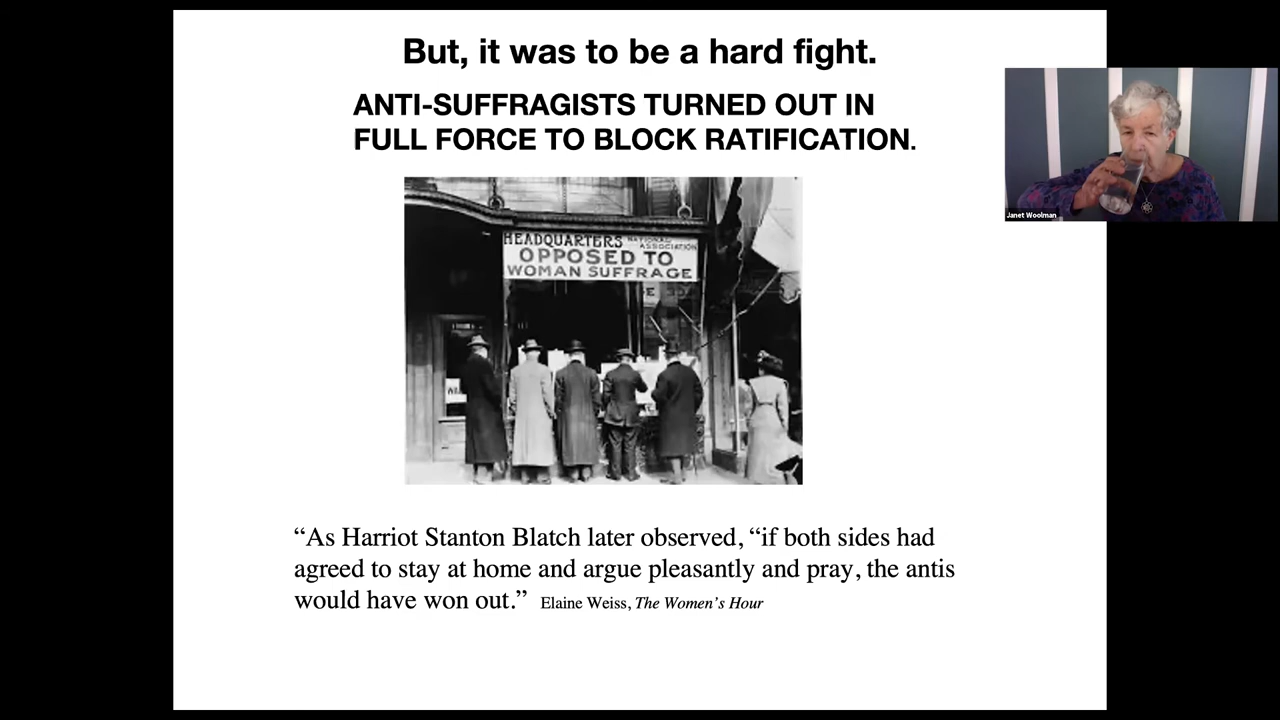 But, it was to be a hard fight.
ANTI-SUFFRAGISTS TURNED OUT IN
FULL FORCE TO BLOCK RATIFICATION.
HEADQUARTERS NATIONAL ASSOCIATION
OPPOSED TO
WOMAN SUFFRAGE
“As Harriot Stanton Blatch later observed, “if both sides had
agreed to stay at home and argue pleasantly and pray, the antis
would have won out.” Elaine Weiss, The Women’s Hour
Janet Woolman